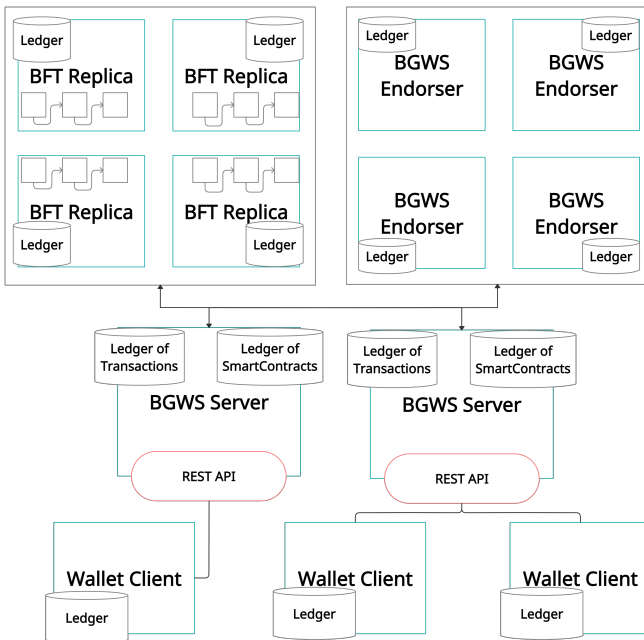 Ledger
BFT Replica
Ledger
BFT Replica
BFT Replica
Ledger
BFT Replica
Ledger
Ledger
BGWS
Endorser
Ledger
BGWS
Endorser
BGWS
Endorser
Ledger
BGWS
Endorser
Ledger
Ledger of
Transactions
Ledger of
SmartContracts
BGWS Server
REST API
Ledger of
Transactions
Ledger of
SmartContracts
BGWS Server
REST API
Wallet Client
Ledger
Wallet Client
Ledger
Wallet Client
Ledger